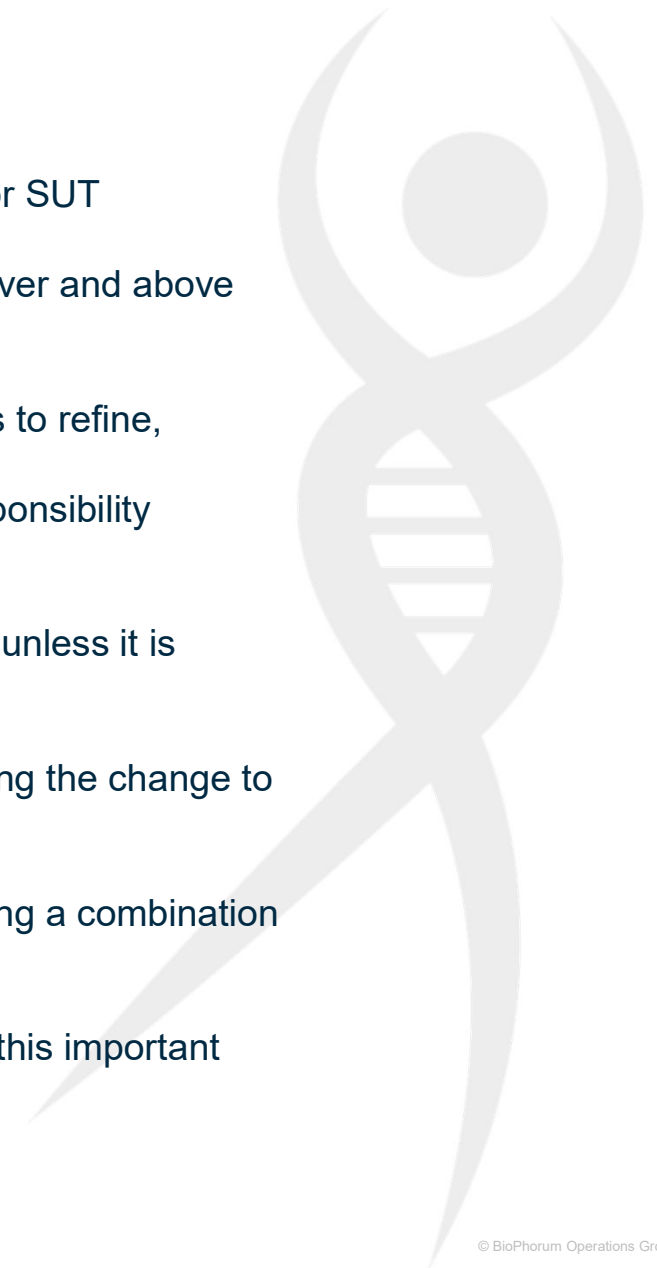 r SUT
ver and above
s to refine,
ponsibility
unless it is
ng the change to
ng a combination
this important
© BioPhorum Operations Gro